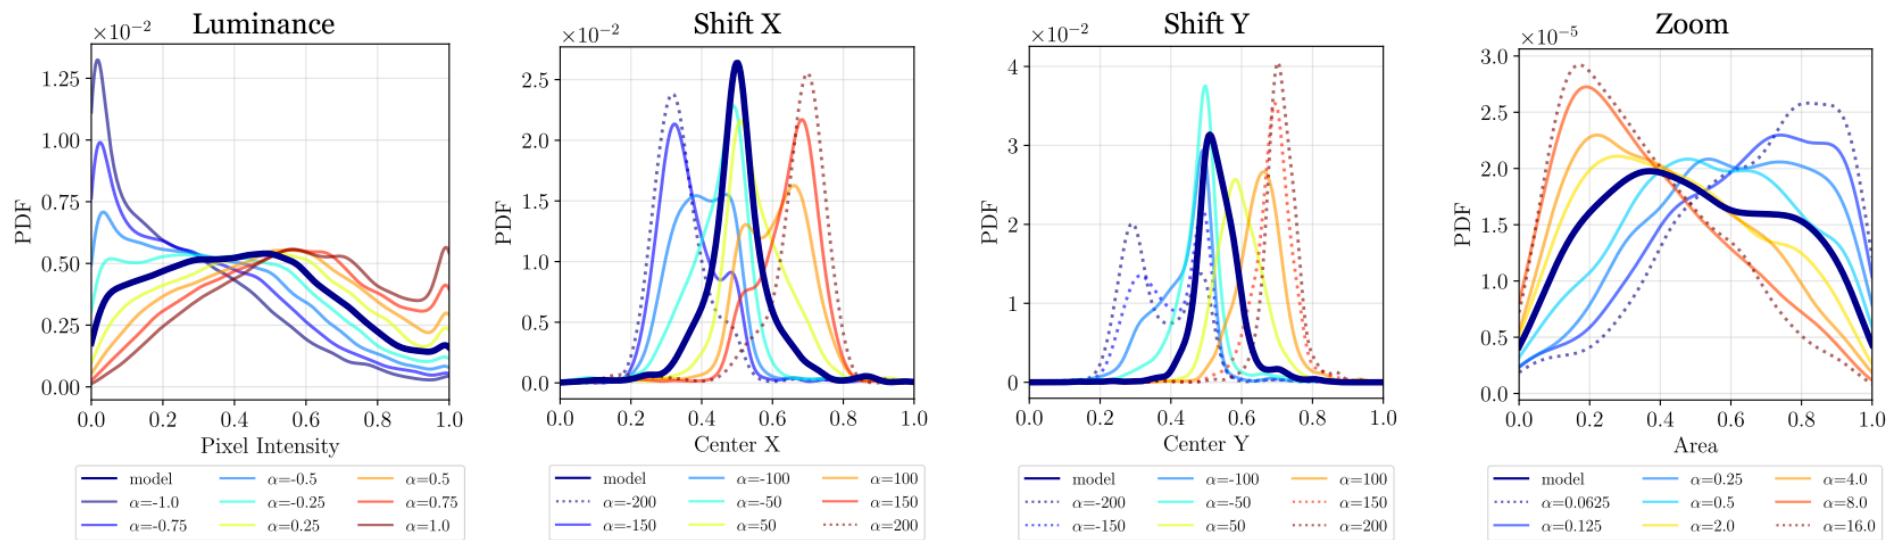 Luminance
×10⁻²
1.25
1.00
0.75
0.50
0.25
0.00
PDF
0.0 0.2 0.4 0.6 0.8 1.0
Pixel Intensity
model α=-0.5 α=0.5
α=-1.0 α=-0.25 α=0.75
α=-0.75 α=0.25 α=1.0
Shift X
×10⁻²
2.5
2.0
1.5
1.0
0.5
0.0
PDF
0.0 0.2 0.4 0.6 0.8 1.0
Center X
model α=-100 α=100
α=-200 α=-50 α=150
α=-150 α=50 α=200
Shift Y
×10⁻²
4
3
2
1
0
PDF
0.0 0.2 0.4 0.6 0.8 1.0
Center Y
model α=-100 α=100
α=-200 α=-50 α=150
α=-150 α=50 α=200
Zoom
×10⁻⁵
3.0
2.5
2.0
1.5
1.0
0.5
0.0
PDF
0.0 0.2 0.4 0.6 0.8 1.0
Area
model α=0.25 α=4.0
α=0.0625 α=0.5 α=8.0
α=0.125 α=2.0 α=16.0